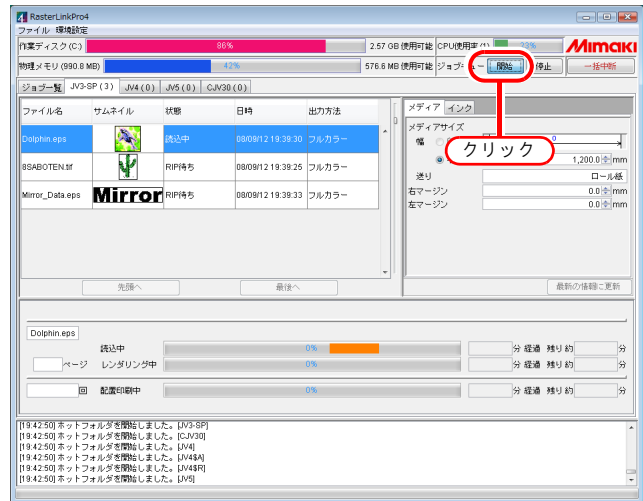 RasterLinkPro4
ファイル 環境設定
作業ディスク(C:) 86% 2.57 GB 使用可能 CPU使用率 (1) 23% Mimaki
物理メモリ (990.8 MB) 42% 576.6 MB 使用可能 ジョブキュー 開始 停止 一括中断
ジョブ一覧 JV3-SP ( 3 ) JV4 ( 0 ) JV5 ( 0 ) CJV30 ( 0 )
メディア インク
ファイル名 サムネイル 状態 日時 出力方法
メディアサイズ
幅 0
クリック
Dolphin.eps 読込中 08/09/12 19:39:30 フルカラー
1,200.0 mm
8SABOTEN.tif RIP待ち 08/09/12 19:39:25 フルカラー
送り ロール紙
右マージン 0.0 mm
Mirror_Data.eps Mirror RIP待ち 08/09/12 19:39:33 フルカラー
左マージン 0.0 mm
先頭へ 最後へ 最新の情報に更新
Dolphin.eps
読込中 0% 分 経過 残り 約 分
ページ レンダリング中 0% 分 経過 残り 約 分
回 配置印刷中 0% 分 経過 残り 約 分
[19:42:50] ホットフォルダを開始しました。[JV3-SP]
[19:42:50] ホットフォルダを開始しました。[CJV30]
[19:42:50] ホットフォルダを開始しました。[JV4]
[19:42:50] ホットフォルダを開始しました。[JV4$A]
[19:42:50] ホットフォルダを開始しました。[JV4$R]
[19:42:50] ホットフォルダを開始しました。[JV5]